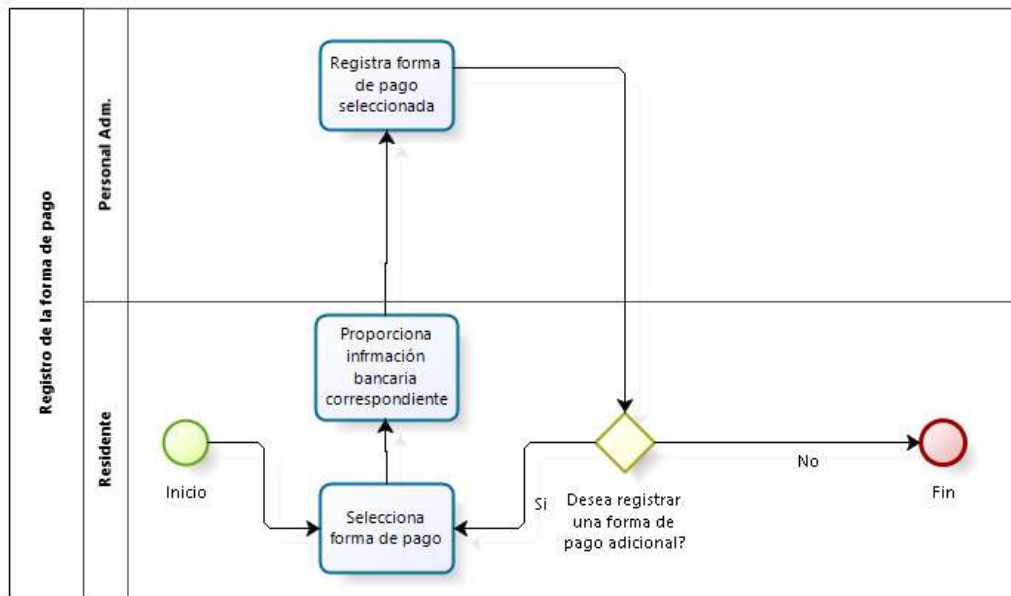 Registro de la forma de pago
Personal Adm.
Registra forma
de pago
seleccionada
Residente
Proporciona
infrmación
bancaria
correspondiente
Inicio
Selecciona
forma de pago
Si
Desea registrar
una forma de
pago adicional?
No
Fin